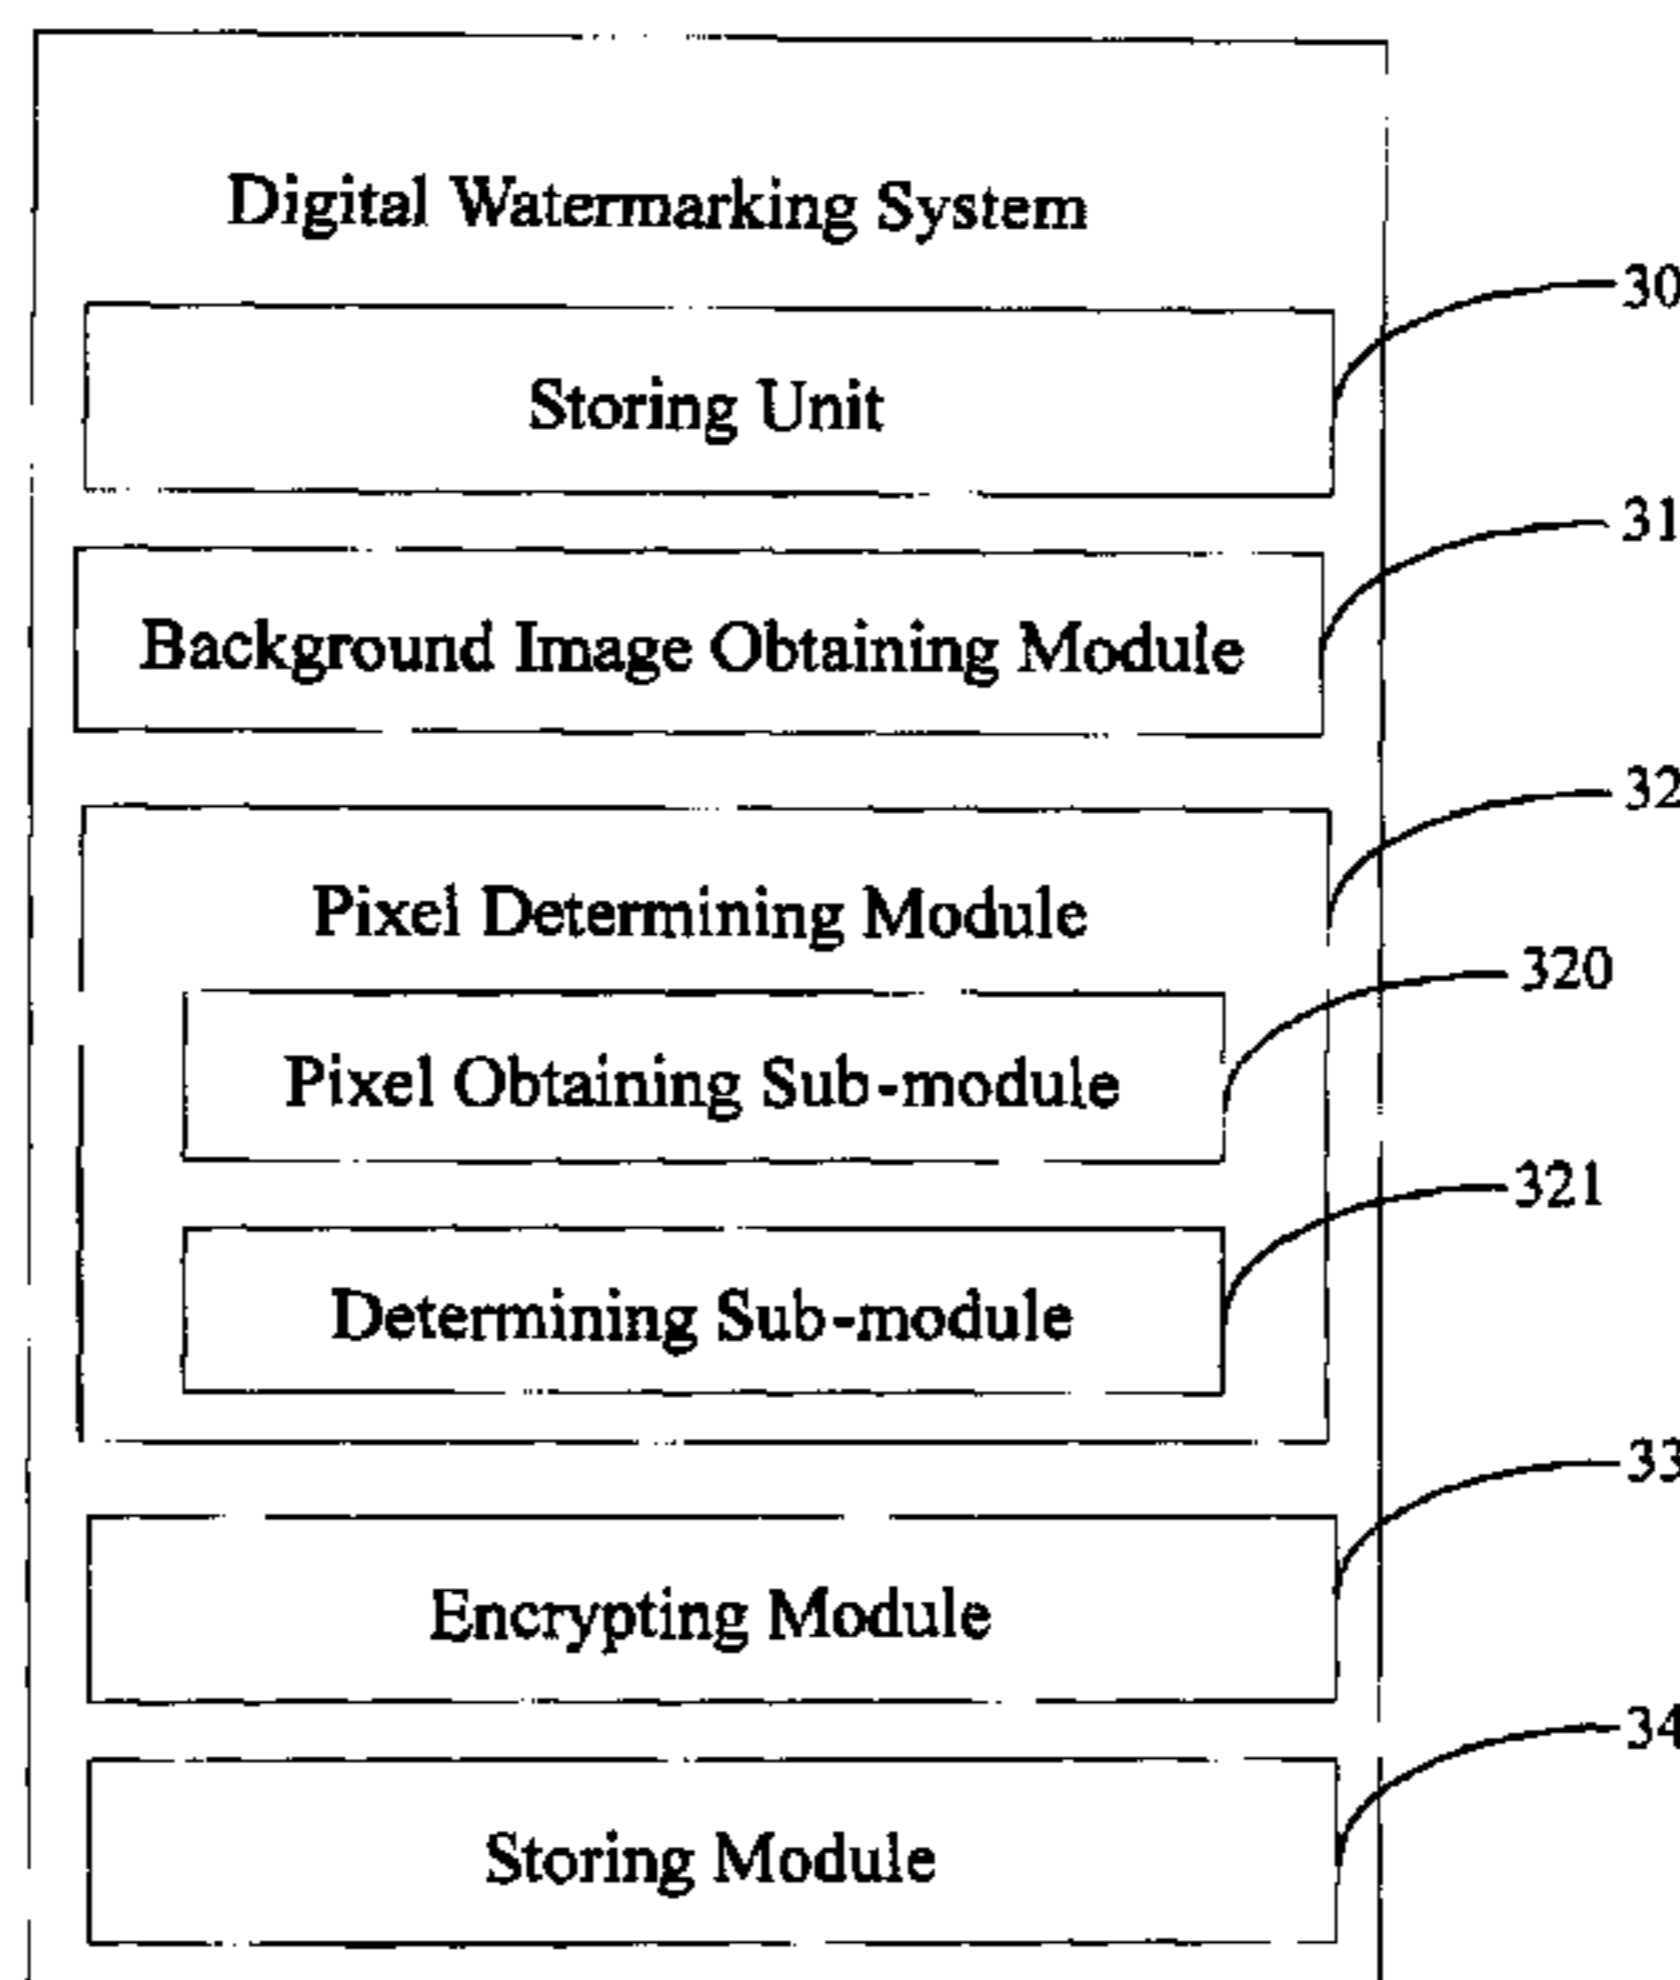 Digital Watermarking System
30
Storing Unit
31
Background Image Obtaining Module
32
Pixel Determining Module
320
Pixel Obtaining Sub-module
321
Determining Sub-module
33
Encrypting Module
34
Storing Module